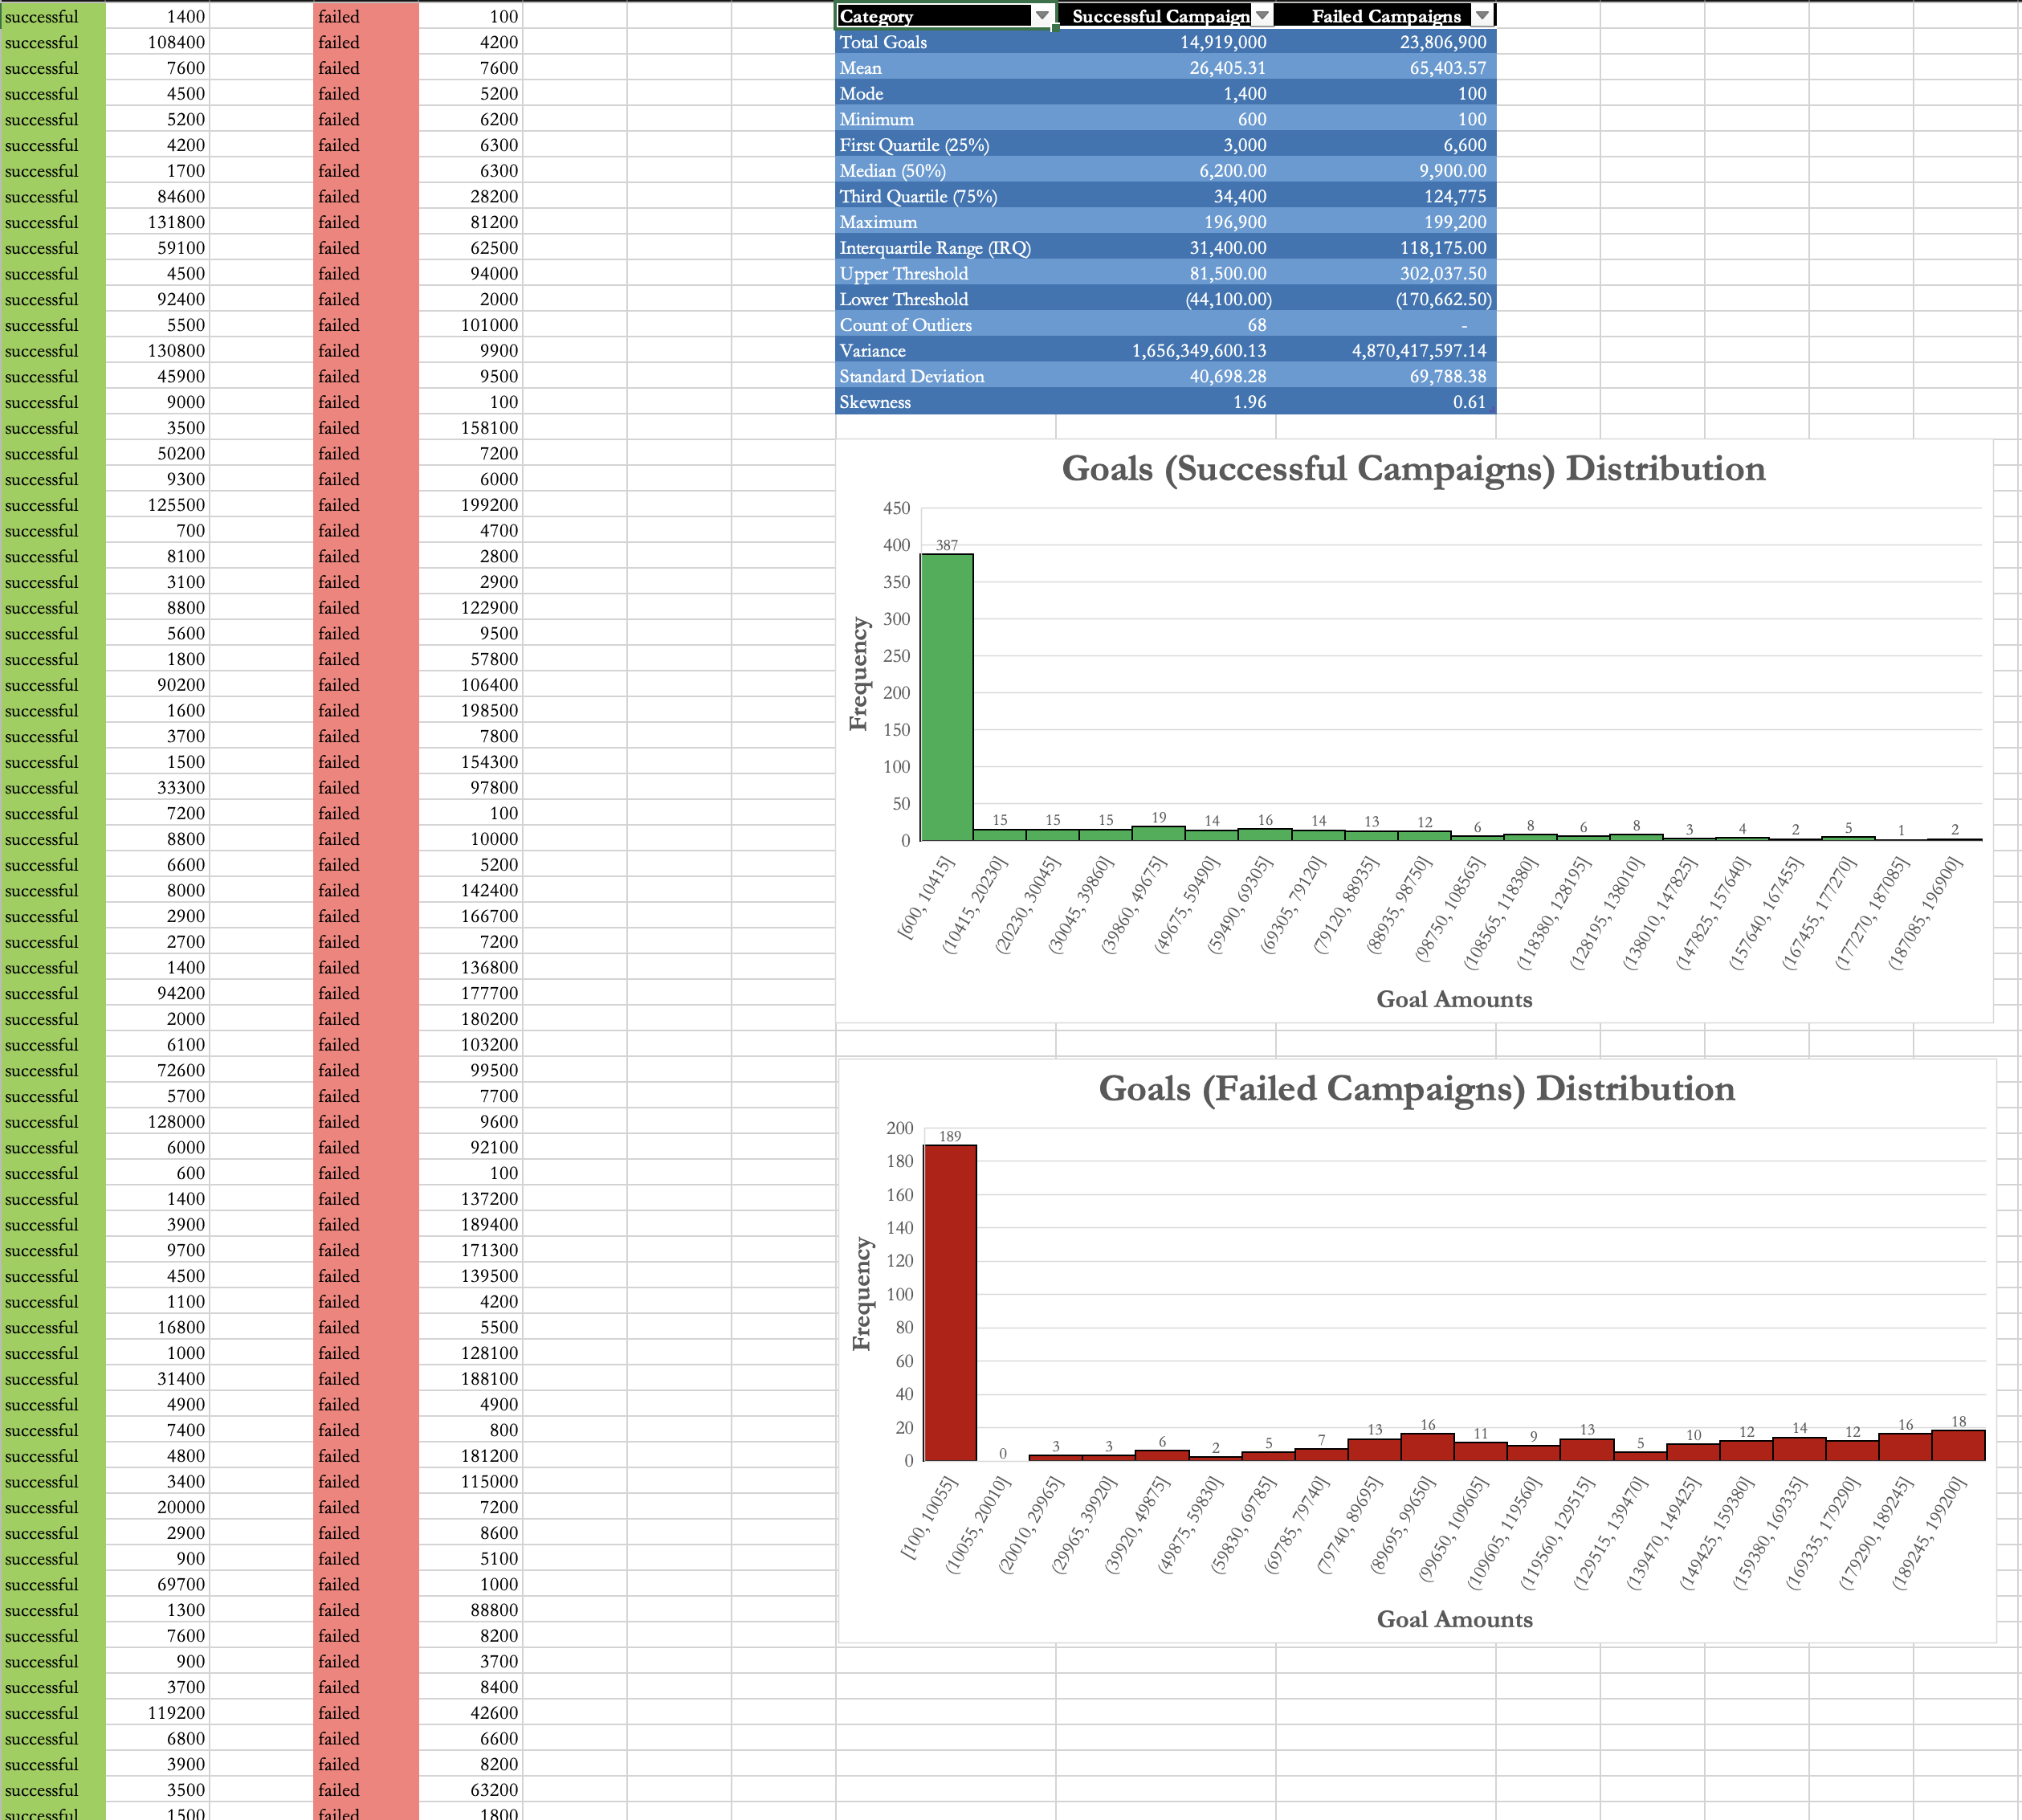 successful 1400 failed 100 Category Successful Campaign Failed Campaigns
successful 108400 failed 4200 Total Goals 14,919,000 23,806,900
successful 7600 failed 7600 Mean 26,405.31 65,403.57
successful 4500 failed 5200 Mode 1,400 100
successful 5200 failed 6200 Minimum 600 100
successful 4200 failed 6300 First Quartile (25%) 3,000 6,600
successful 1700 failed 6300 Median (50%) 6,200.00 9,900.00
successful 84600 failed 28200 Third Quartile (75%) 34,400 124,775
successful 131800 failed 81200 Maximum 196,900 199,200
successful 59100 failed 62500 Interquartile Range (IRQ) 31,400.00 118,175.00
successful 4500 failed 94000 Upper Threshold 81,500.00 302,037.50
successful 92400 failed 2000 Lower Threshold (44,100.00) (170,662.50)
successful 5500 failed 101000 Count of Outliers 68 -
successful 130800 failed 9900 Variance 1,656,349,600.13 4,870,417,597.14
successful 45900 failed 9500 Standard Deviation 40,698.28 69,788.38
successful 9000 failed 100 Skewness 1.96 0.61
successful 3500 failed 158100
successful 50200 failed 7200
successful 9300 failed 6000
successful 125500 failed 199200
successful 700 failed 4700
successful 8100 failed 2800
successful 3100 failed 2900
successful 8800 failed 122900
successful 5600 failed 9500
successful 1800 failed 57800
successful 90200 failed 106400
successful 1600 failed 198500
successful 3700 failed 7800
successful 1500 failed 154300
successful 33300 failed 97800
successful 7200 failed 100
successful 8800 failed 10000
successful 6600 failed 5200
successful 8000 failed 142400
successful 2900 failed 166700
successful 2700 failed 7200
successful 1400 failed 136800
successful 94200 failed 177700
successful 2000 failed 180200
successful 6100 failed 103200
successful 72600 failed 99500
successful 5700 failed 7700
successful 128000 failed 9600
successful 6000 failed 92100
successful 600 failed 100
successful 1400 failed 137200
successful 3900 failed 189400
successful 9700 failed 171300
successful 4500 failed 139500
successful 1100 failed 4200
successful 16800 failed 5500
successful 1000 failed 128100
successful 31400 failed 188100
successful 4900 failed 4900
successful 7400 failed 800
successful 4800 failed 181200
successful 3400 failed 115000
successful 20000 failed 7200
successful 2900 failed 8600
successful 900 failed 5100
successful 69700 failed 1000
successful 1300 failed 88800
successful 7600 failed 8200
successful 900 failed 3700
successful 3700 failed 8400
successful 119200 failed 42600
successful 6800 failed 6600
successful 3900 failed 8200
successful 3500 failed 63200
successful 1500 failed 1800
Goals (Successful Campaigns) Distribution
Frequency
450
400
350
300
250
200
150
100
50
0
387 15 15 15 19 14 16 14 13 12 6 8 6 8 3 4 2 5 1 2
[600, 10415]
(10415, 20230]
(20230, 30045]
(30045, 39860]
(39860, 49675]
(49675, 59490]
(59490, 69305]
(69305, 79120]
(79120, 88935]
(88935, 98750]
(98750, 108565]
(108565, 118380]
(118380, 128195]
(128195, 138010]
(138010, 147825]
(147825, 157640]
(157640, 167455]
(167455, 177270]
(177270, 187085]
(187085, 196900]
Goal Amounts
Goals (Failed Campaigns) Distribution
Frequency
200
180
160
140
120
100
80
60
40
20
0
189 0 3 3 6 2 5 7 13 16 11 9 13 5 10 12 14 12 16 18
[100, 10055]
(10055, 20010]
(20010, 29965]
(29965, 39920]
(39920, 49875]
(49875, 59830]
(59830, 69785]
(69785, 79740]
(79740, 89695]
(89695, 99650]
(99650, 109605]
(109605, 119560]
(119560, 129515]
(129515, 139470]
(139470, 149425]
(149425, 159380]
(159380, 169335]
(169335, 179290]
(179290, 189245]
(189245, 199200]
Goal Amounts